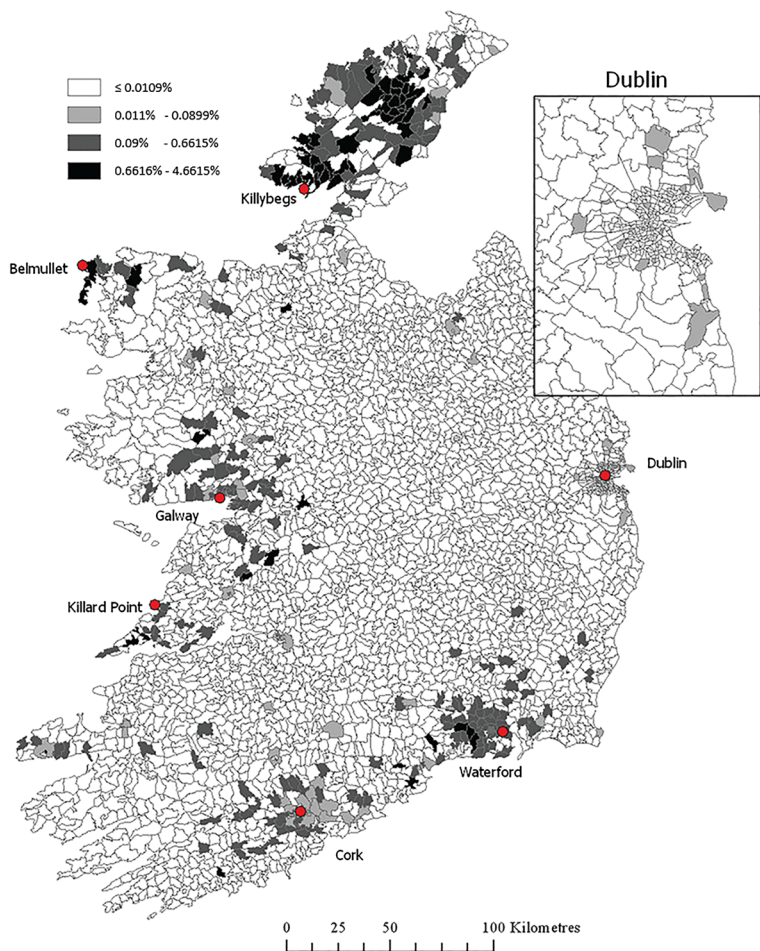 Dublin
≤ 0.0109%
0.011% - 0.0899%
0.09% - 0.6615%
0.6616% - 4.6615%
Killybegs
Belmullet
Dublin
Galway
Killard Point
Waterford
Cork
0 25 50 100 Kilometres